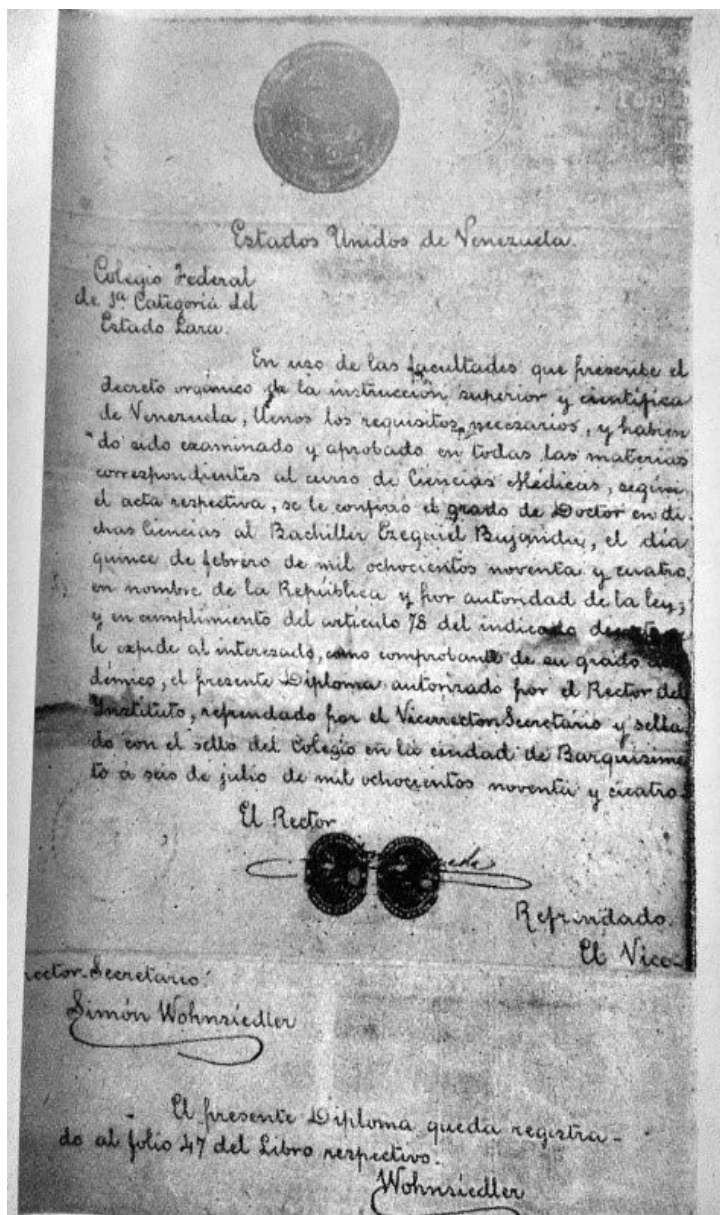 Estados Unidos de Venezuela.
Colegio Federal
de 1ª Categoria del
Estado Lara.
En uso de las facultades que prescribe el
decreto orgánico de la instrucción superior y científica
de Venezuela, llenos los requisitos necesarios, y habien
do sido examinado y aprobado en todas las materias
correspondientes al curso de Ciencias Médicas, según
el acta respectiva, se le confirió el grado de Doctor en di-
chas Ciencias al Bachiller Ezequiel Bujanda, el día
quince de febrero de mil ochocientos noventa y cuatro,
en nombre de la República y por autoridad de la ley;
y en cumplimiento del artículo 78 del indicado
le expide al interesado, como comprobante de su grado
démico, el presente Diploma autorizado por el Rector del
Instituto, refrendado por el Vicerrector Secretario y sella-
do con el sello del Colegio en la ciudad de Barquisime
to á seis de julio de mil ochocientos noventa y cuatro.
El Rector
Refrindado.
El Vice-
rector-Secretario
Simón Wohnsiedler
El presente Diploma queda registra-
do al folio 47 del Libro respectivo.
Wohnsiedler